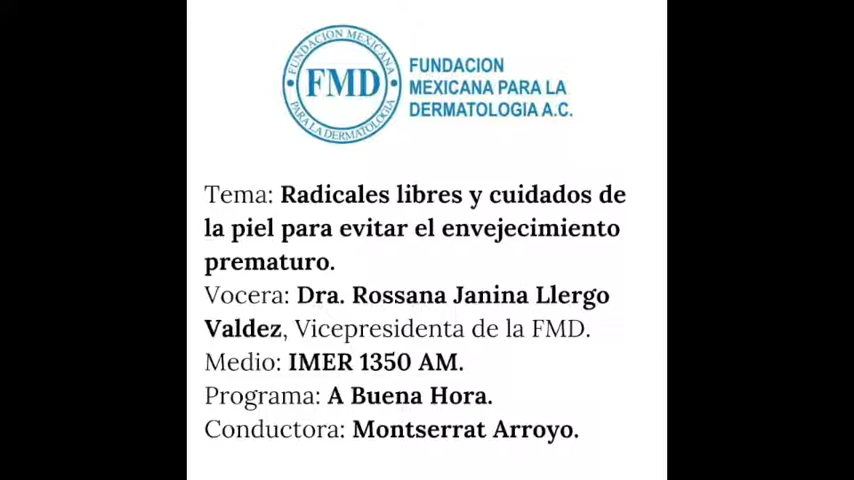 FUNDACION MEXICANA
FMD
PARA LA DERMATOLOGIA
FUNDACION
MEXICANA PARA LA
DERMATOLOGIA A.C.
Tema: Radicales libres y cuidados de
la piel para evitar el envejecimiento
prematuro.
Vocera: Dra. Rossana Janina Llergo
Valdez, Vicepresidenta de la FMD.
Medio: IMER 1350 AM.
Programa: A Buena Hora.
Conductora: Montserrat Arroyo.